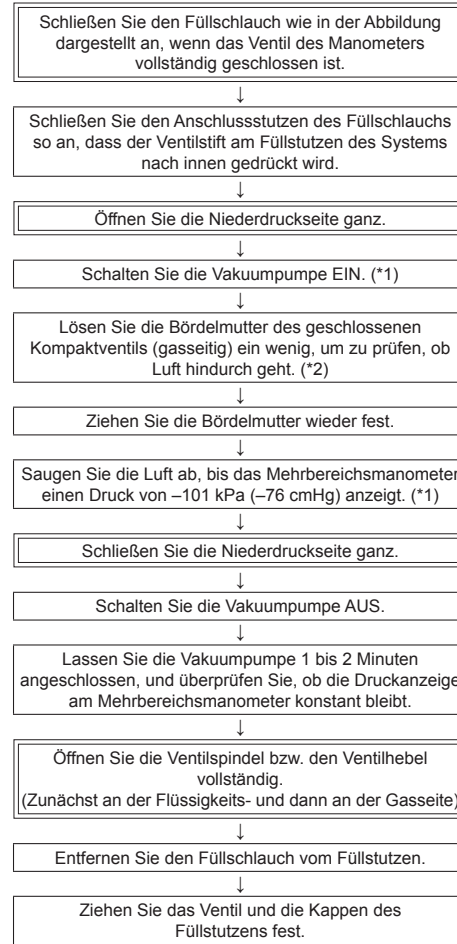 Schließen Sie den Füllschlauch wie in der Abbildung
dargestellt an, wenn das Ventil des Manometers
vollständig geschlossen ist.
↓
Schließen Sie den Anschlussstutzen des Füllschlauchs
so an, dass der Ventilstift am Füllstutzen des Systems
nach innen gedrückt wird.
↓
Öffnen Sie die Niederdruckseite ganz.
↓
Schalten Sie die Vakuumpumpe EIN. (*1)
↓
Lösen Sie die Bördelmutter des geschlossenen
Kompaktventils (gasseitig) ein wenig, um zu prüfen, ob
Luft hindurch geht. (*2)
↓
Ziehen Sie die Bördelmutter wieder fest.
↓
Saugen Sie die Luft ab, bis das Mehrbereichsmanometer
einen Druck von –101 kPa (–76 cmHg) anzeigt. (*1)
↓
Schließen Sie die Niederdruckseite ganz.
↓
Schalten Sie die Vakuumpumpe AUS.
↓
Lassen Sie die Vakuumpumpe 1 bis 2 Minuten
angeschlossen, und überprüfen Sie, ob die Druckanzeige
am Mehrbereichsmanometer konstant bleibt.
↓
Öffnen Sie die Ventilspindel bzw. den Ventilhebel
vollständig.
(Zunächst an der Flüssigkeits- und dann an der Gasseite)
↓
Entfernen Sie den Füllschlauch vom Füllstutzen.
↓
Ziehen Sie das Ventil und die Kappen des
Füllstutzens fest.